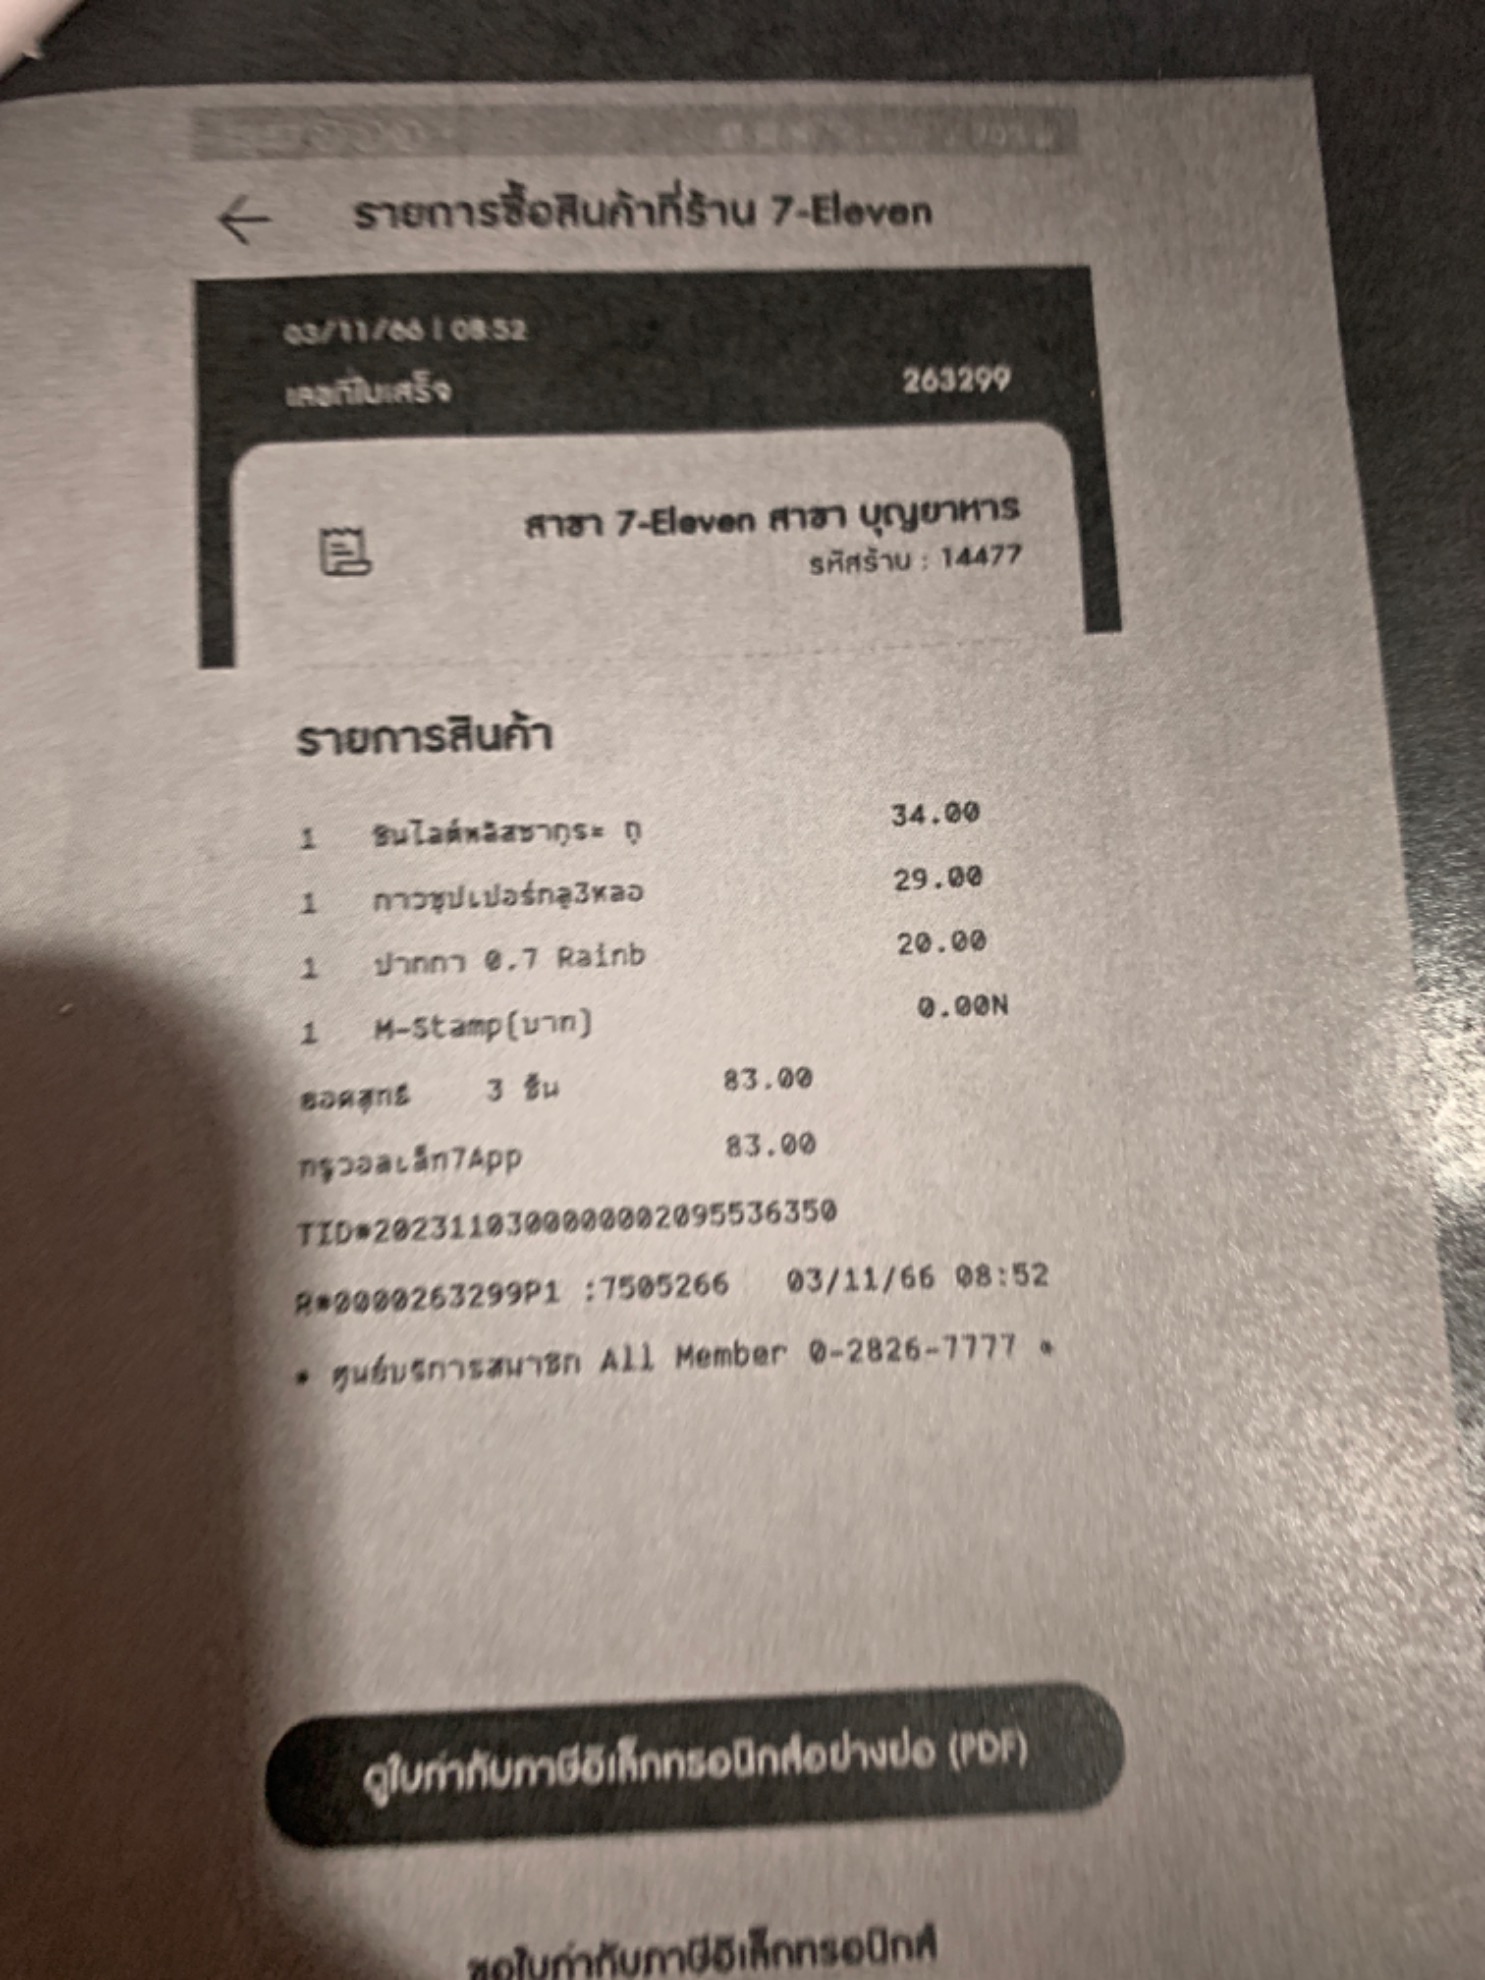 รายการซื้อสินค้าที่ร้าน 7-Eleven
03/11/66 | 08:52
เลขที่ใบเสร็จ 263299
สาขา 7-Eleven สาขา บุญยาหาร
รหัสร้าน : 14477
รายการสินค้า
1 ซันไลต์พลัสซากุระ ถุ 34.00
1 กาวซุปเปอร์กลู3หลอ 29.00
1 ปากกา 0.7 Rainb 20.00
1 M-Stamp(บาท) 0.00N
ยอดสุทธิ 3 ชิ้น 83.00
ทรูวอลเล็ท7App 83.00
TID#2023110300000002095536350
R#0000263299P1 :7505266 03/11/66 08:52
* ศูนย์บริการสมาชิก All Member 0-2826-7777 *
ดูใบกำกับภาษีอิเล็กทรอนิกส์อย่างย่อ (PDF)
ขอใบกำกับภาษีอิเล็กทรอนิกส์